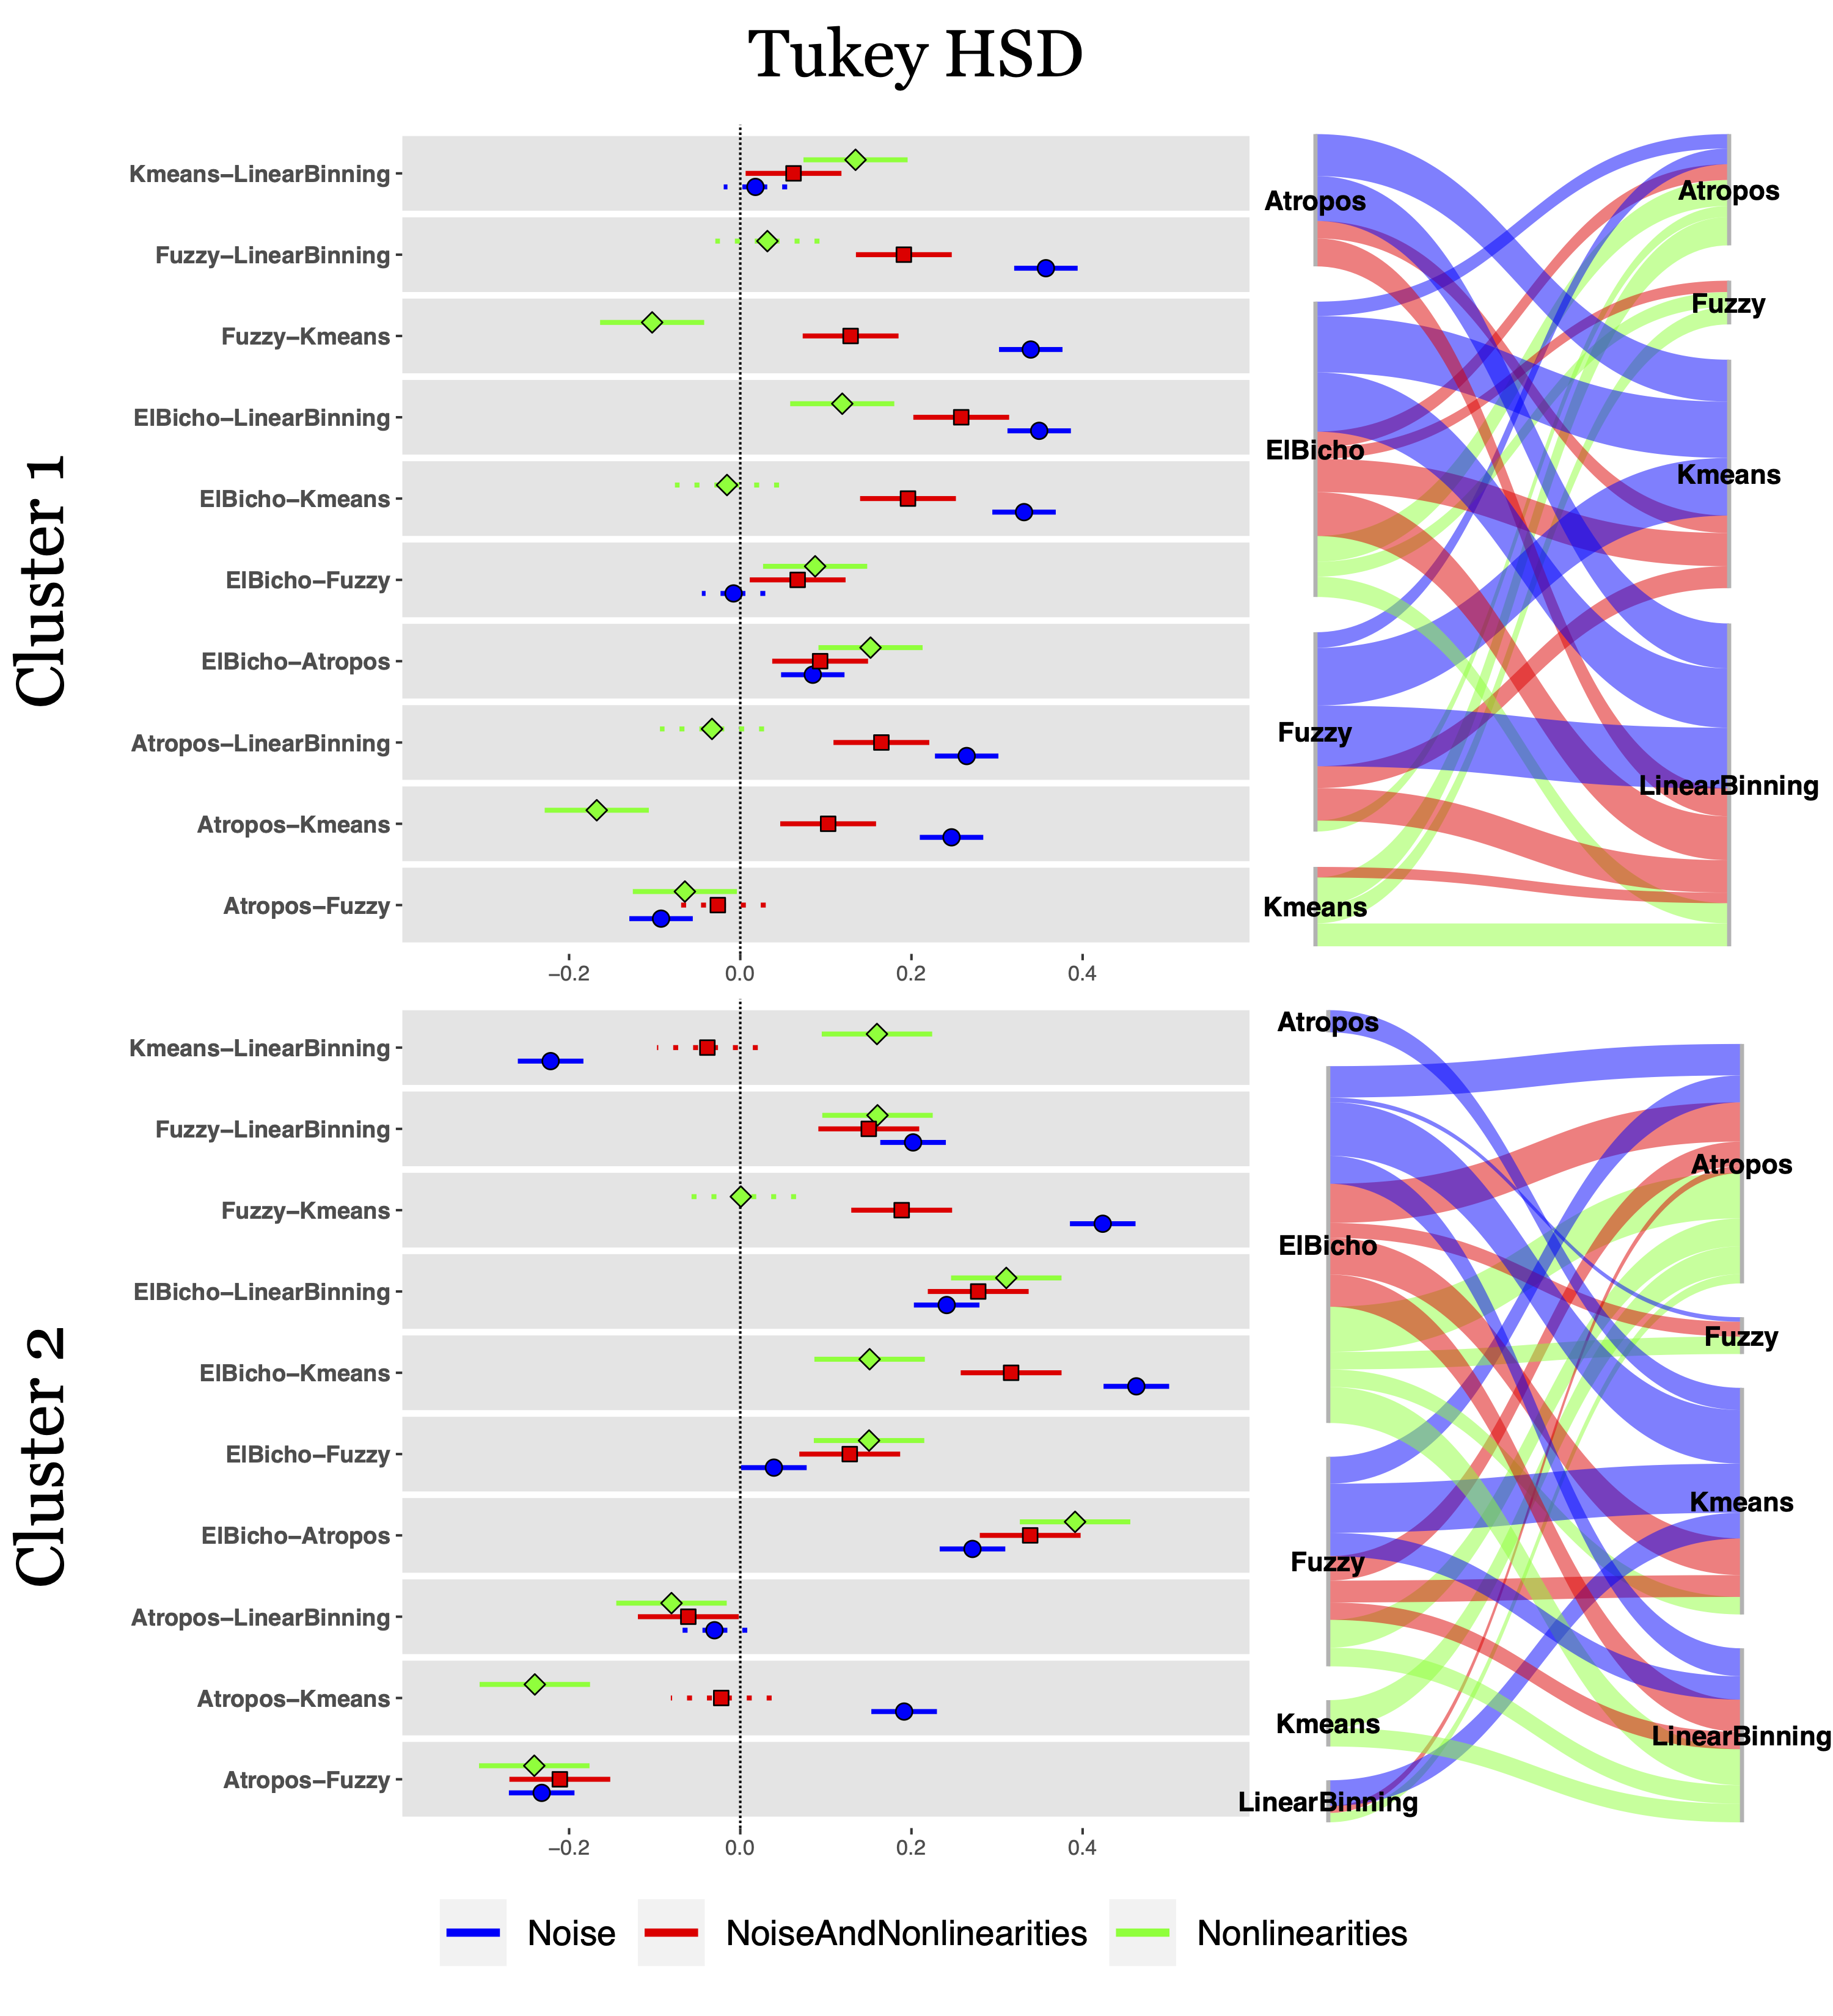 Tukey HSD
Cluster 1
Kmeans–LinearBinning
Fuzzy–LinearBinning
Fuzzy–Kmeans
ElBicho–LinearBinning
ElBicho–Kmeans
ElBicho–Fuzzy
ElBicho–Atropos
Atropos–LinearBinning
Atropos–Kmeans
Atropos–Fuzzy
−0.2 0.0 0.2 0.4
Atropos
ElBicho
Fuzzy
Kmeans
Atropos
Fuzzy
Kmeans
LinearBinning
Cluster 2
Kmeans–LinearBinning
Fuzzy–LinearBinning
Fuzzy–Kmeans
ElBicho–LinearBinning
ElBicho–Kmeans
ElBicho–Fuzzy
ElBicho–Atropos
Atropos–LinearBinning
Atropos–Kmeans
Atropos–Fuzzy
−0.2 0.0 0.2 0.4
Atropos
ElBicho
Fuzzy
Kmeans
LinearBinning
Atropos
Fuzzy
Kmeans
LinearBinning
Noise NoiseAndNonlinearities Nonlinearities